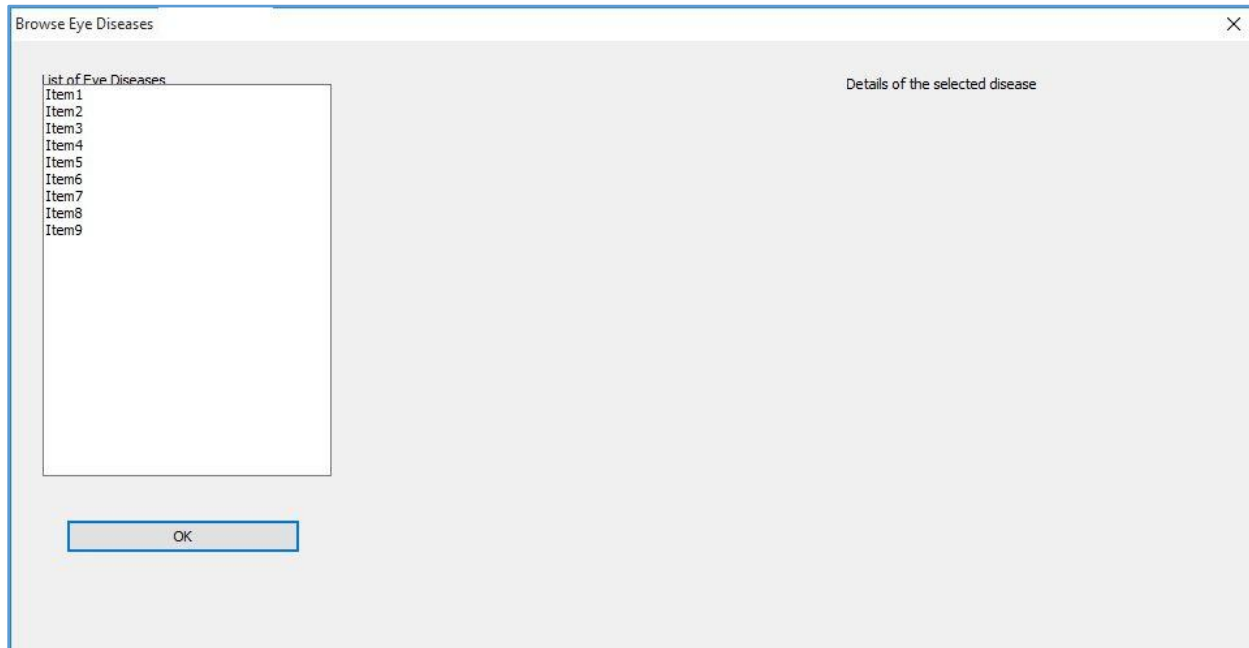 Browse Eye Diseases
List of Eye Diseases
Item1
Item2
Item3
Item4
Item5
Item6
Item7
Item8
Item9
Details of the selected disease
OK